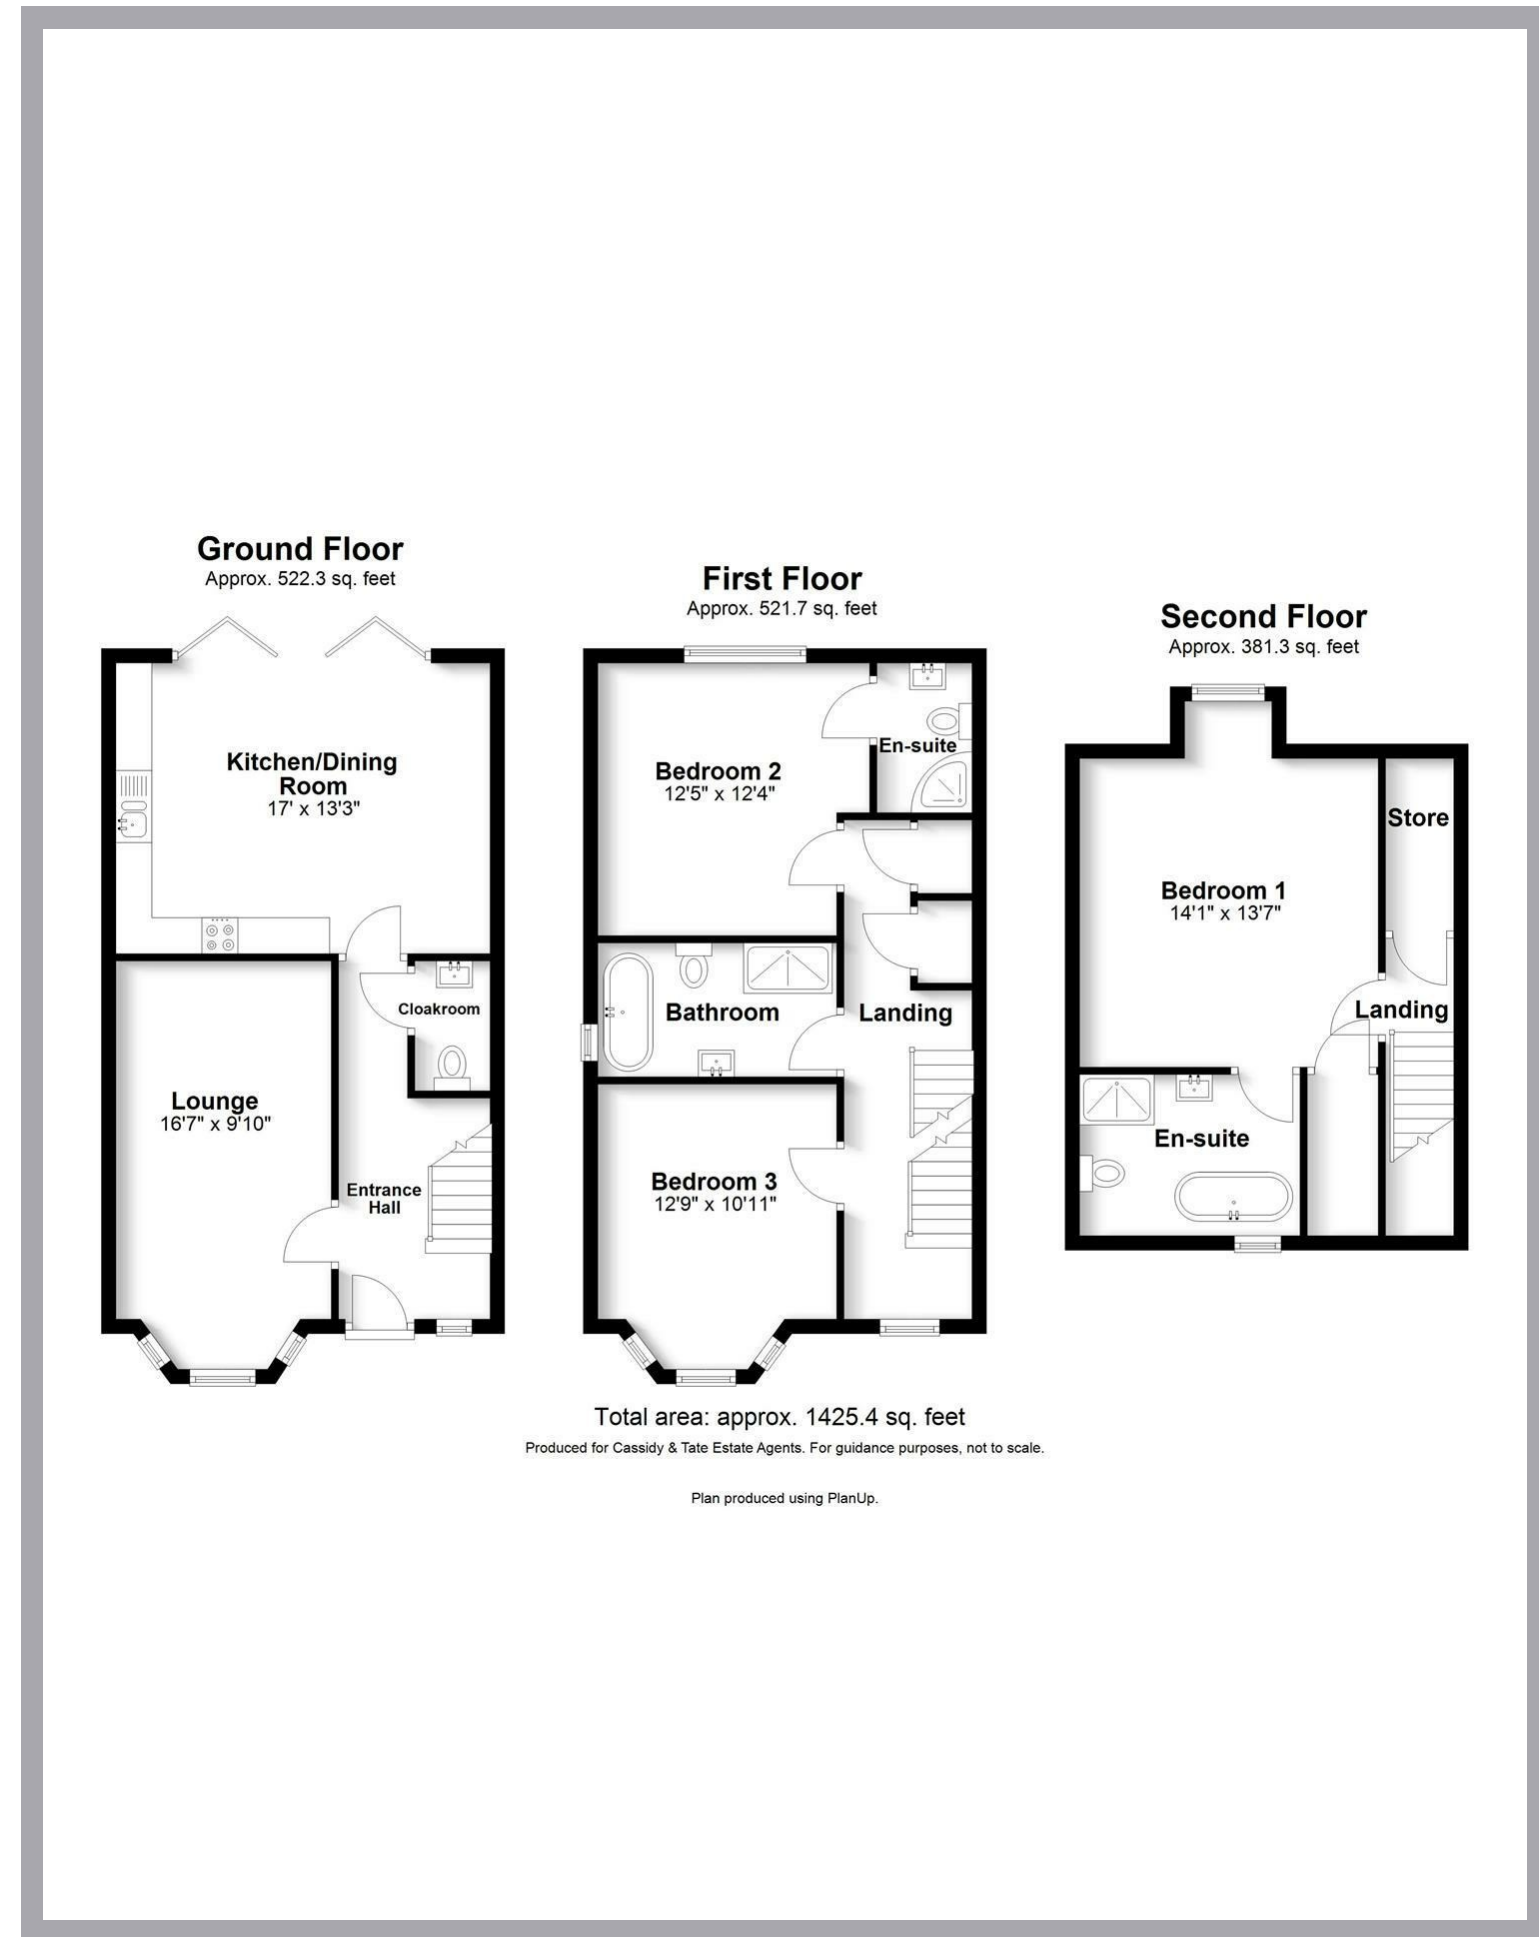 Ground Floor
Approx. 522.3 sq. feet
Kitchen/Dining
Room
17' x 13'3"
Cloakroom
Lounge
16'7" x 9'10"
Entrance
Hall
First Floor
Approx. 521.7 sq. feet
Bedroom 2
12'5" x 12'4"
En-suite
Bathroom
Landing
Bedroom 3
12'9" x 10'11"
Second Floor
Approx. 381.3 sq. feet
Store
Bedroom 1
14'1" x 13'7"
Landing
En-suite
Total area: approx. 1425.4 sq. feet
Produced for Cassidy & Tate Estate Agents. For guidance purposes, not to scale.
Plan produced using PlanUp.